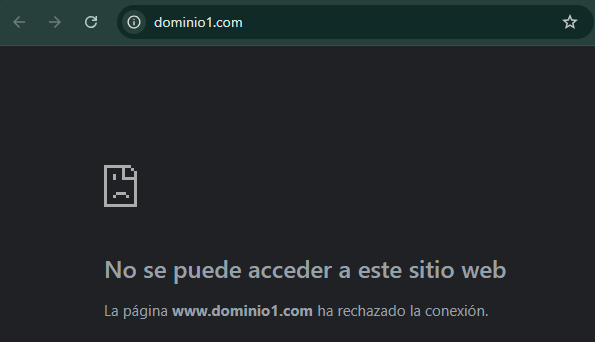 dominio1.com
No se puede acceder a este sitio web
La página www.dominio1.com ha rechazado la conexión.